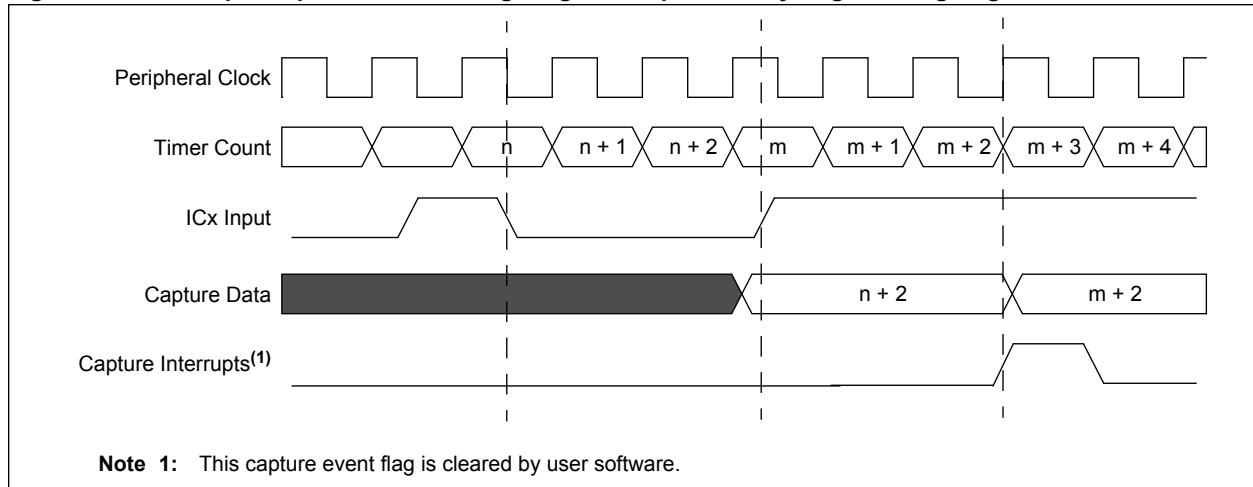 Peripheral Clock
Timer Count
n
n + 1
n + 2
m
m + 1
m + 2
m + 3
m + 4
ICx Input
Capture Data
n + 2
m + 2
Capture Interrupts(1)
Note 1: This capture event flag is cleared by user software.